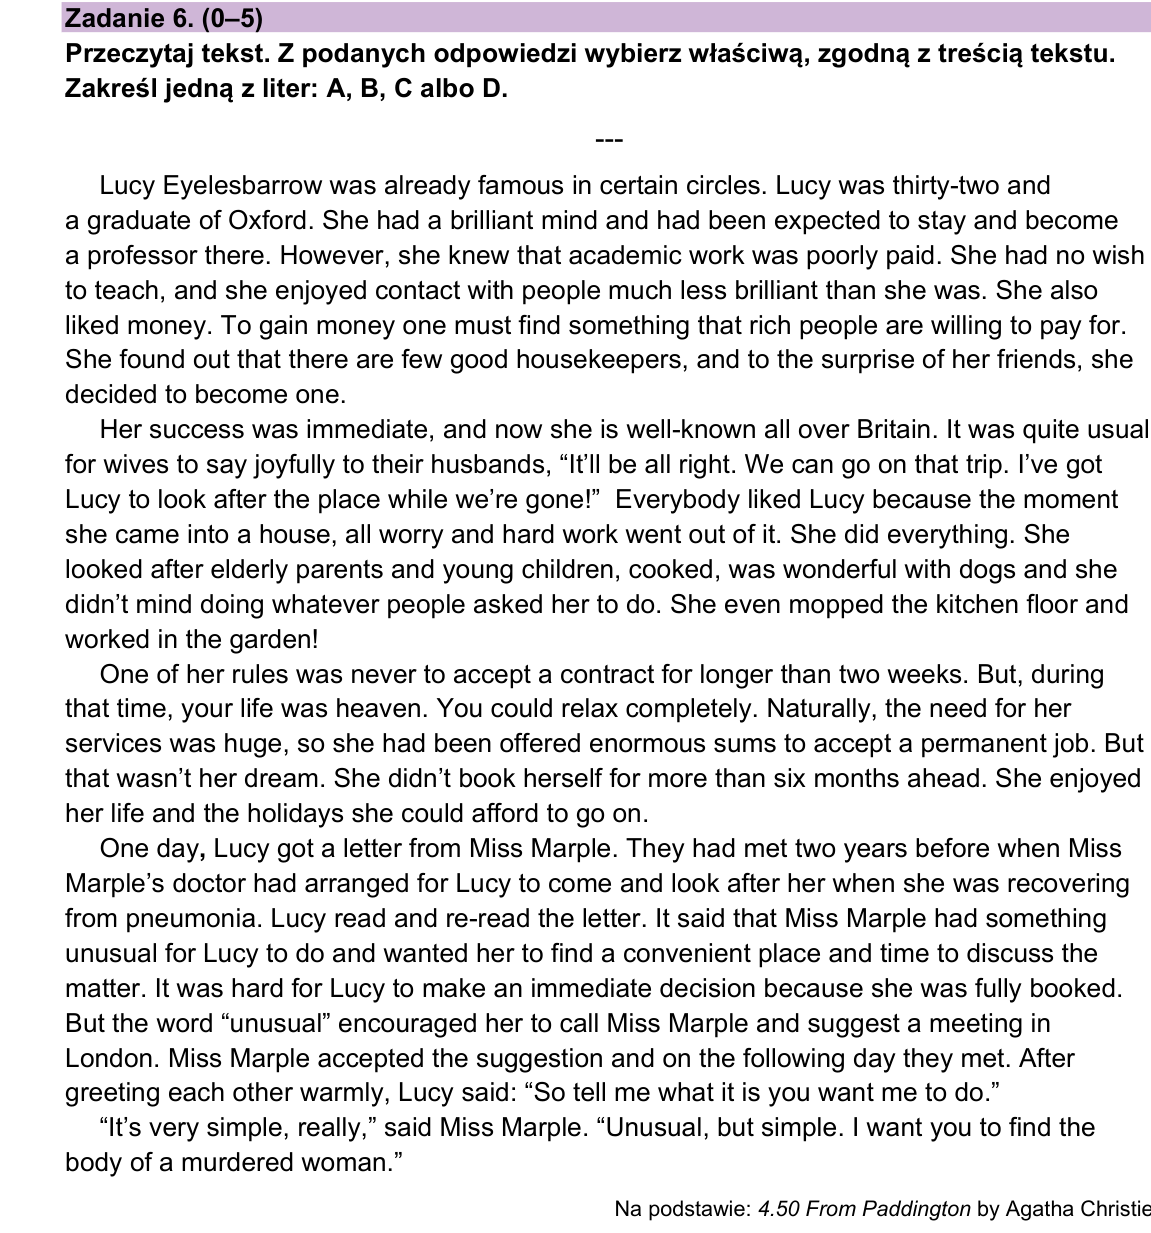 Zadanie 6. (0–5)
Przeczytaj tekst. Z podanych odpowiedzi wybierz właściwą, zgodną z treścią tekstu.
Zakreśl jedną z liter: A, B, C albo D.
---
Lucy Eyelesbarrow was already famous in certain circles. Lucy was thirty-two and
a graduate of Oxford. She had a brilliant mind and had been expected to stay and become
a professor there. However, she knew that academic work was poorly paid. She had no wish
to teach, and she enjoyed contact with people much less brilliant than she was. She also
liked money. To gain money one must find something that rich people are willing to pay for.
She found out that there are few good housekeepers, and to the surprise of her friends, she
decided to become one.
Her success was immediate, and now she is well-known all over Britain. It was quite usual
for wives to say joyfully to their husbands, “It’ll be all right. We can go on that trip. I’ve got
Lucy to look after the place while we’re gone!”  Everybody liked Lucy because the moment
she came into a house, all worry and hard work went out of it. She did everything. She
looked after elderly parents and young children, cooked, was wonderful with dogs and she
didn’t mind doing whatever people asked her to do. She even mopped the kitchen floor and
worked in the garden!
One of her rules was never to accept a contract for longer than two weeks. But, during
that time, your life was heaven. You could relax completely. Naturally, the need for her
services was huge, so she had been offered enormous sums to accept a permanent job. But
that wasn’t her dream. She didn’t book herself for more than six months ahead. She enjoyed
her life and the holidays she could afford to go on.
One day, Lucy got a letter from Miss Marple. They had met two years before when Miss
Marple’s doctor had arranged for Lucy to come and look after her when she was recovering
from pneumonia. Lucy read and re-read the letter. It said that Miss Marple had something
unusual for Lucy to do and wanted her to find a convenient place and time to discuss the
matter. It was hard for Lucy to make an immediate decision because she was fully booked.
But the word “unusual” encouraged her to call Miss Marple and suggest a meeting in
London. Miss Marple accepted the suggestion and on the following day they met. After
greeting each other warmly, Lucy said: “So tell me what it is you want me to do.”
“It’s very simple, really,” said Miss Marple. “Unusual, but simple. I want you to find the
body of a murdered woman.”
Na podstawie: 4.50 From Paddington by Agatha Christie